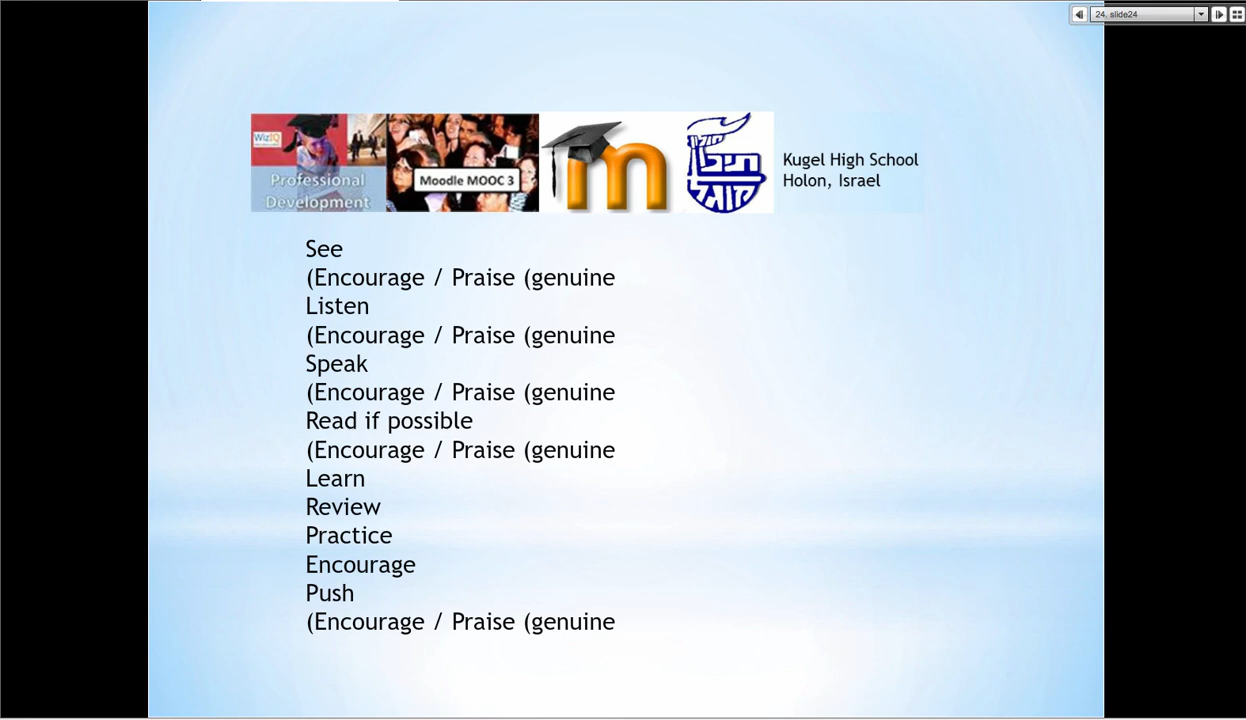 24. slide24
WizIQ
Professional
Development
Moodle MOOC 3
m
Kugel High School
Holon, Israel
See
(Encourage / Praise (genuine
Listen
(Encourage / Praise (genuine
Speak
(Encourage / Praise (genuine
Read if possible
(Encourage / Praise (genuine
Learn
Review
Practice
Encourage
Push
(Encourage / Praise (genuine